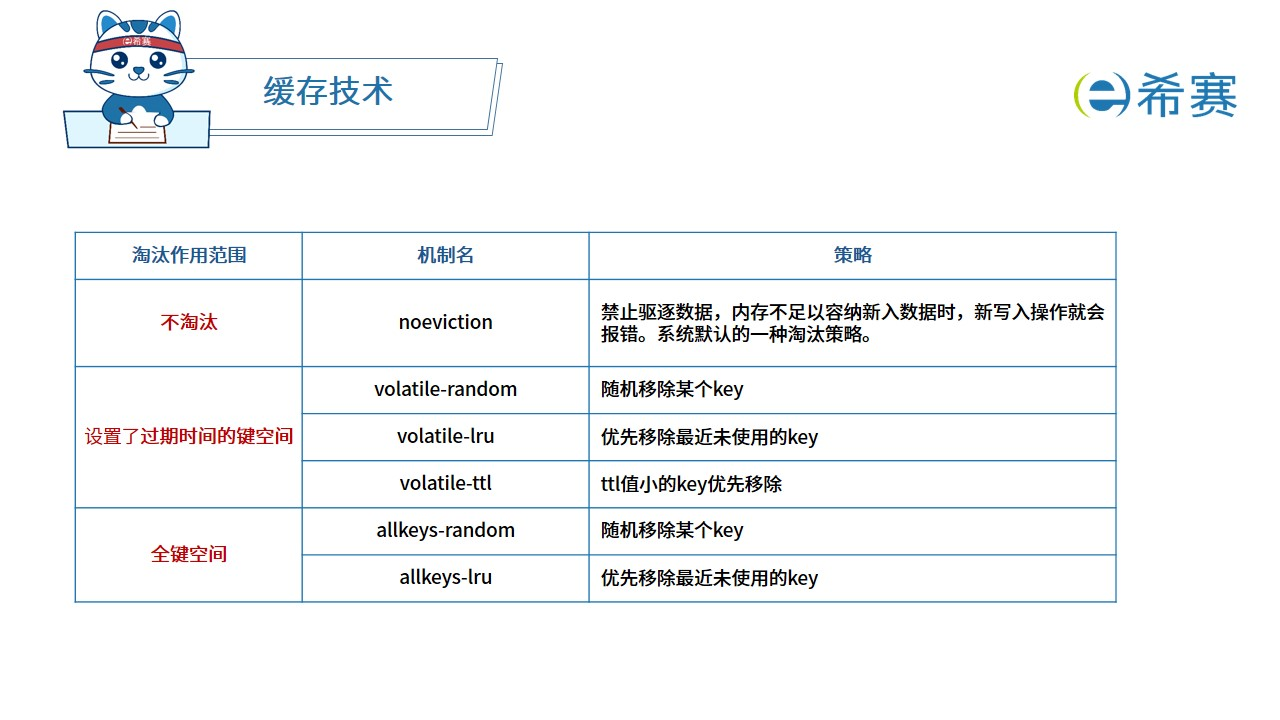 希赛
缓存技术
希赛
淘汰作用范围 机制名 策略
不淘汰 noeviction 禁止驱逐数据，内存不足以容纳新入数据时，新写入操作就会
报错。系统默认的一种淘汰策略。
设置了过期时间的键空间 volatile-random 随机移除某个key
volatile-lru 优先移除最近未使用的key
volatile-ttl ttl值小的key优先移除
全键空间 allkeys-random 随机移除某个key
allkeys-lru 优先移除最近未使用的key